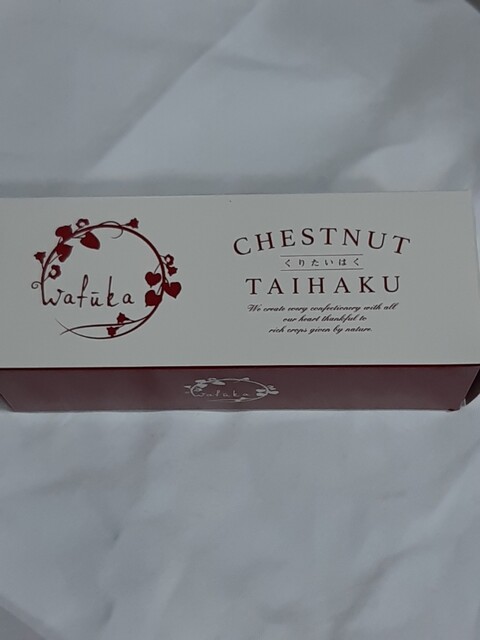 wafūka
CHESTNUT
くりたいはく
TAIHAKU
We create every confectionery with all
our heart thankful to
rich crops given by nature.
wafūka